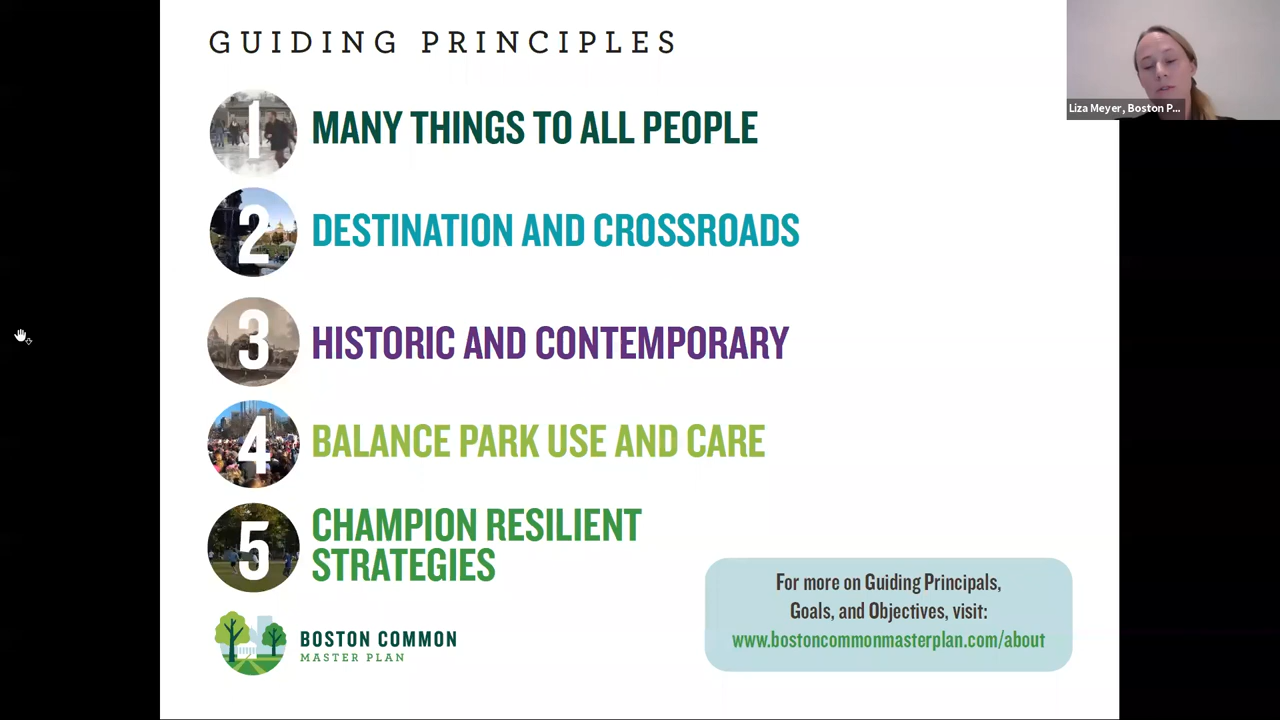 GUIDING PRINCIPLES
Liza Meyer, Boston P...
1
MANY THINGS TO ALL PEOPLE
2
DESTINATION AND CROSSROADS
3
HISTORIC AND CONTEMPORARY
4
BALANCE PARK USE AND CARE
5
CHAMPION RESILIENT
STRATEGIES
For more on Guiding Principals,
Goals, and Objectives, visit:
www.bostoncommonmasterplan.com/about
BOSTON COMMON
MASTER PLAN